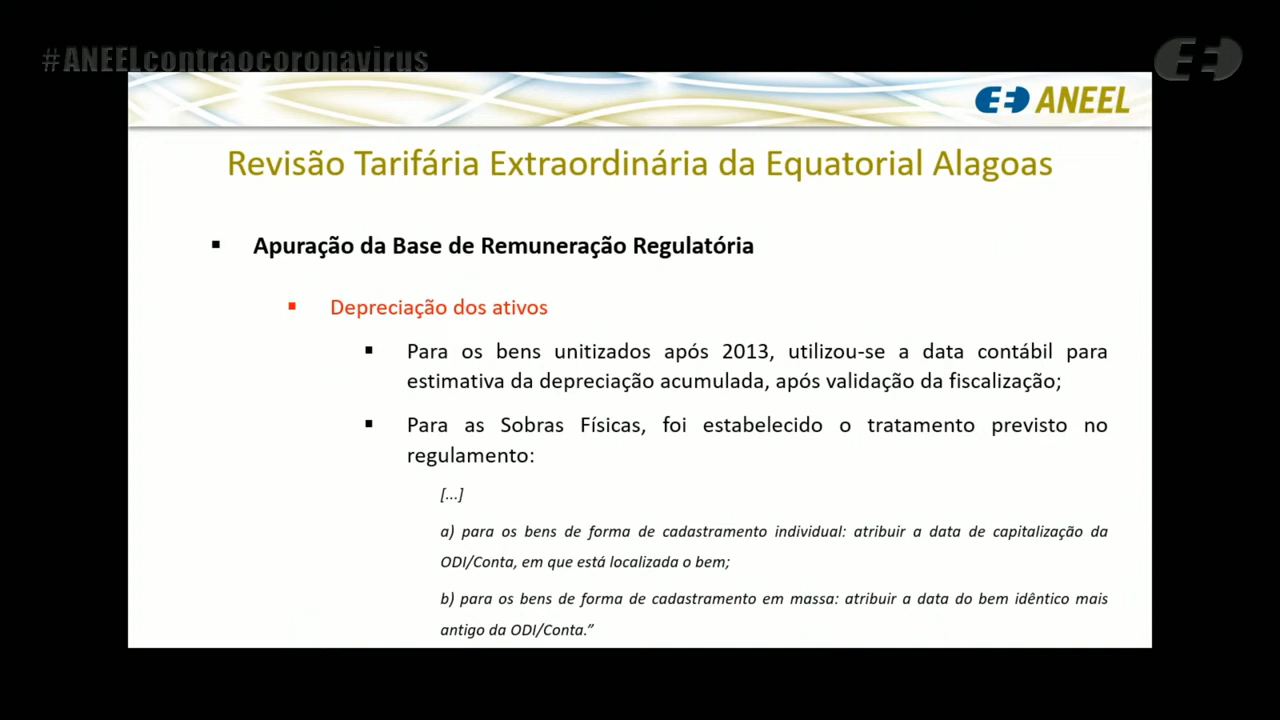 #ANEELcontraocoronavirus
ANEEL
Revisão Tarifária Extraordinária da Equatorial Alagoas
▪ Apuração da Base de Remuneração Regulatória
▪ Depreciação dos ativos
▪ Para os bens unitizados após 2013, utilizou-se a data contábil para
estimativa da depreciação acumulada, após validação da fiscalização;
▪ Para as Sobras Físicas, foi estabelecido o tratamento previsto no
regulamento:
[...]
a) para os bens de forma de cadastramento individual: atribuir a data de capitalização da
ODI/Conta, em que está localizada o bem;
b) para os bens de forma de cadastramento em massa: atribuir a data do bem idêntico mais
antigo da ODI/Conta.”